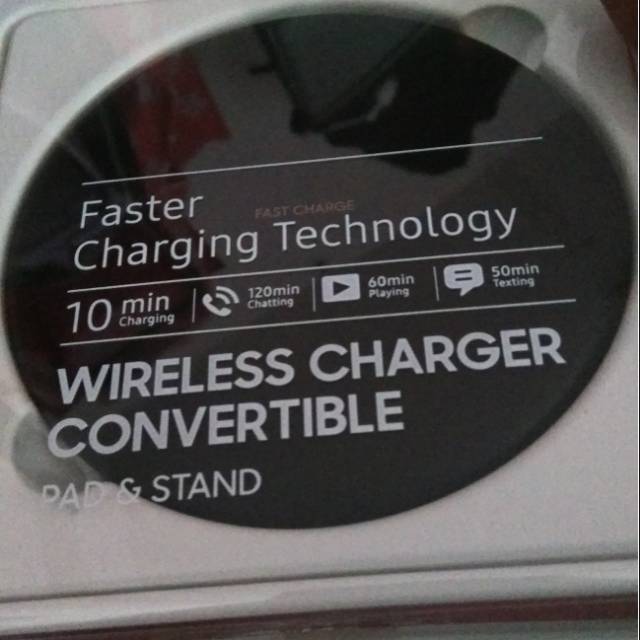 Faster
FAST CHARGE
Charging Technology
10 min Charging
120min Chatting
60min Playing
50min Texting
WIRELESS CHARGER
CONVERTIBLE
PAD & STAND